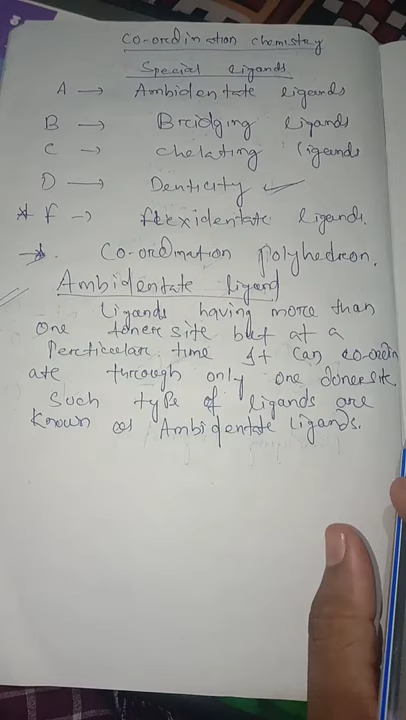 Co-ordination chemistry
Special Ligands
A → Ambidentate ligands
B → Bridging ligands
C → chelating ligands
D → Denticity ✓
* F → flexidentate ligands.
→*. Co-ordination polyhedron.
Ambidentate ligand
Ligands having more than
one doner site but at a
Percticular time It can co-ordin
ate through only one donersite
Such type of ligands are
known as Ambidentate ligands.